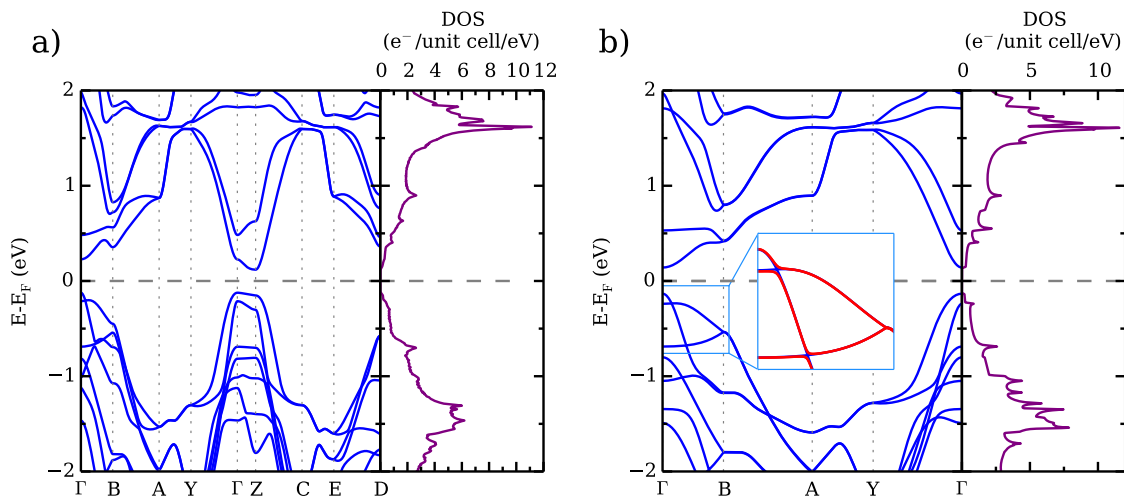 a)
DOS
(e⁻/unit cell/eV)
0 2 4 6 8 10 12
E-E_F (eV)
2
1
0
−1
−2
Γ B A Y Γ Z C E D
b)
DOS
(e⁻/unit cell/eV)
0 5 10
E-E_F (eV)
2
1
0
−1
−2
Γ B A Y Γ